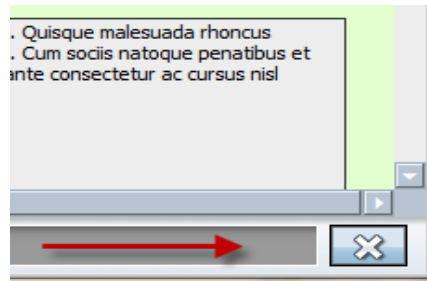 . Quisque malesuada rhoncus
. Cum sociis natoque penatibus et
ante consectetur ac cursus nisl